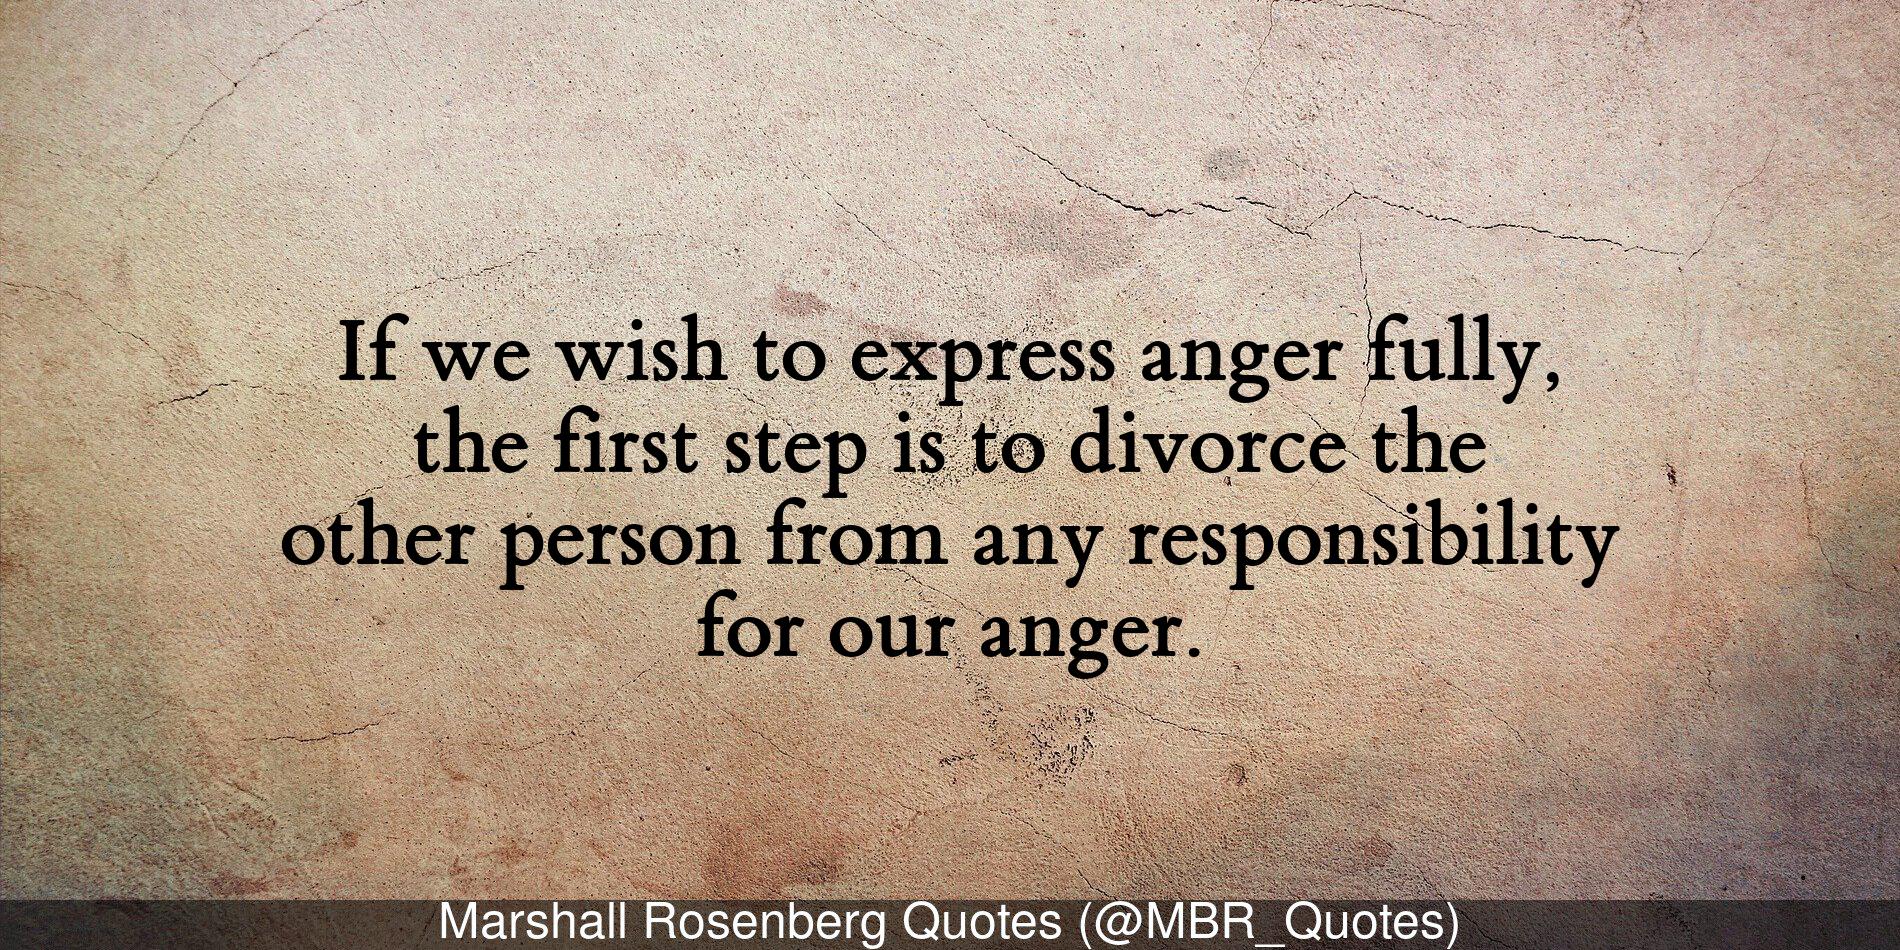 If we wish to express anger fully,
the first step is to divorce the
other person from any responsibility
for our anger.
Marshall Rosenberg Quotes (@MBR_Quotes)